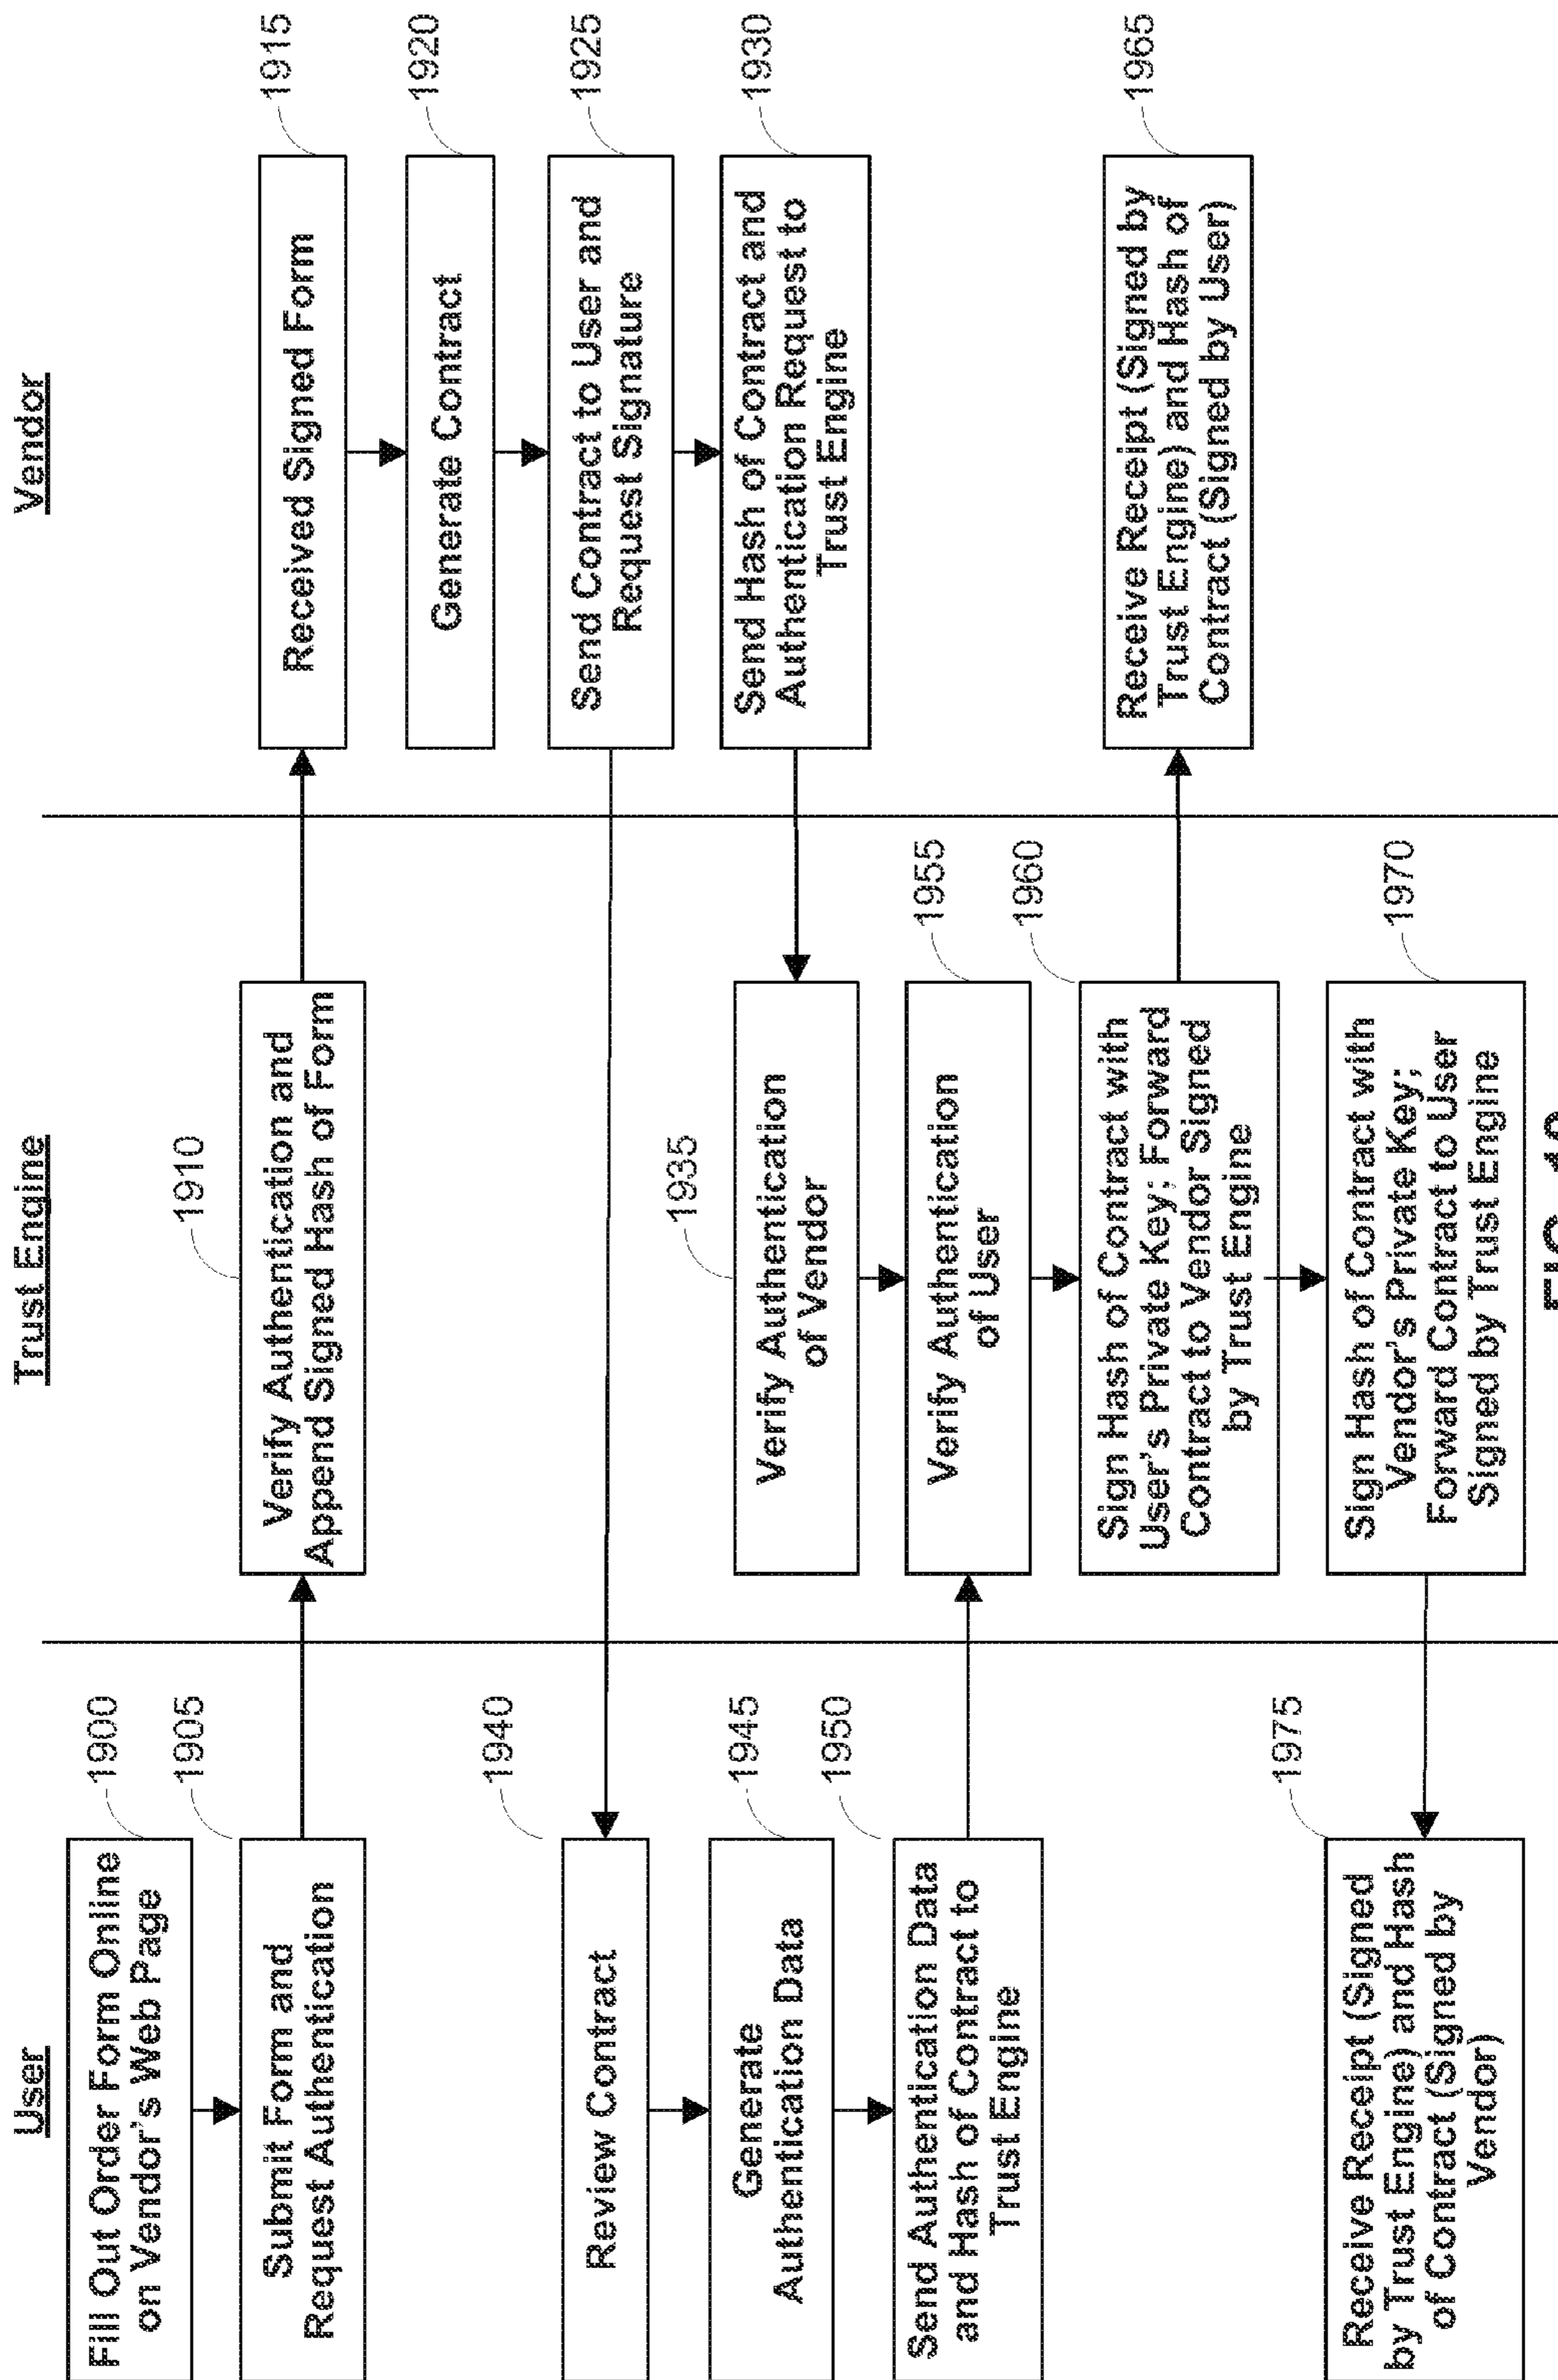 User
Trust Engine
Vendor
Fill Out Order Form Online
on Vendor's Web Page
1900
Submit Form and
Request Authentication
1905
Verify Authentication and
Append Signed Hash of Form
1910
Received Signed Form
1915
Generate Contract
1920
Send Contract to User and
Request Signature
1925
Send Hash of Contract and
Authentication Request to
Trust Engine
1930
Verify Authentication
of Vendor
1935
Review Contract
1940
Generate
Authentication Data
1945
Send Authentication Data
and Hash of Contract to
Trust Engine
1950
Verify Authentication
of User
1955
Sign Hash of Contract with
User's Private Key; Forward
Contract to Vendor Signed
by Trust Engine
1960
Receive Receipt (Signed by
Trust Engine) and Hash of
Contract (Signed by User)
1965
Sign Hash of Contract with
Vendor's Private Key;
Forward Contract to User
Signed by Trust Engine
1970
Receive Receipt (Signed
by Trust Engine) and Hash
of Contract (Signed by
Vendor)
1975